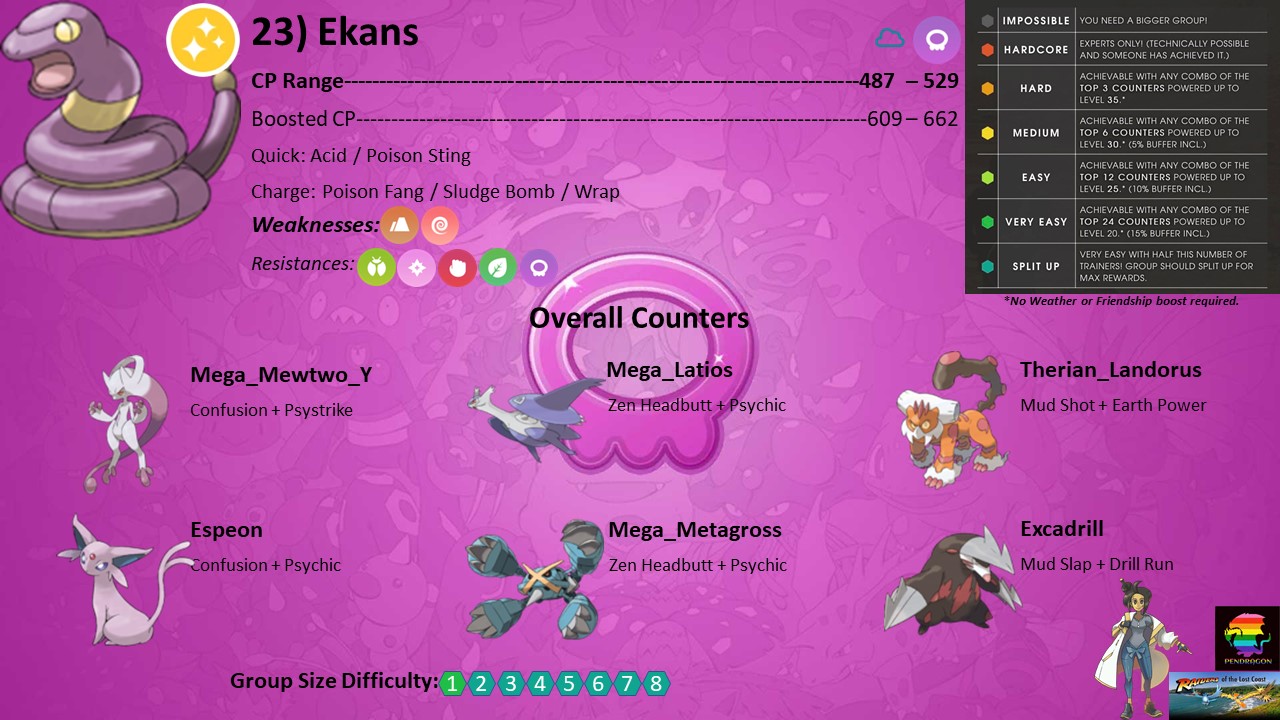 23) Ekans
CP Range-----------------------------------------------------------------------------------487 – 529
Boosted CP-----------------------------------------------------------------------------------609 – 662
Quick: Acid / Poison Sting
Charge: Poison Fang / Sludge Bomb / Wrap
Weaknesses:
Resistances:
IMPOSSIBLE YOU NEED A BIGGER GROUP!
HARDCORE EXPERTS ONLY! (TECHNICALLY POSSIBLE
AND SOMEONE HAS ACHIEVED IT.)
HARD ACHIEVABLE WITH ANY COMBO OF THE
TOP 3 COUNTERS POWERED UP TO
LEVEL 35.*
MEDIUM ACHIEVABLE WITH ANY COMBO OF THE
TOP 6 COUNTERS POWERED UP TO
LEVEL 30.* (5% BUFFER INCL.)
EASY ACHIEVABLE WITH ANY COMBO OF THE
TOP 12 COUNTERS POWERED UP TO
LEVEL 25.* (10% BUFFER INCL.)
VERY EASY ACHIEVABLE WITH ANY COMBO OF THE
TOP 24 COUNTERS POWERED UP TO
LEVEL 20.* (15% BUFFER INCL.)
SPLIT UP VERY EASY WITH HALF THIS NUMBER OF
TRAINERS! GROUP SHOULD SPLIT UP FOR
MAX REWARDS.
*No Weather or Friendship boost required.
Overall Counters
Mega_Mewtwo_Y
Confusion + Psystrike
Mega_Latios
Zen Headbutt + Psychic
Therian_Landorus
Mud Shot + Earth Power
Espeon
Confusion + Psychic
Mega_Metagross
Zen Headbutt + Psychic
Excadrill
Mud Slap + Drill Run
Group Size Difficulty: 1 2 3 4 5 6 7 8
PENDRAGON
RAIDERS of the Lost Coast